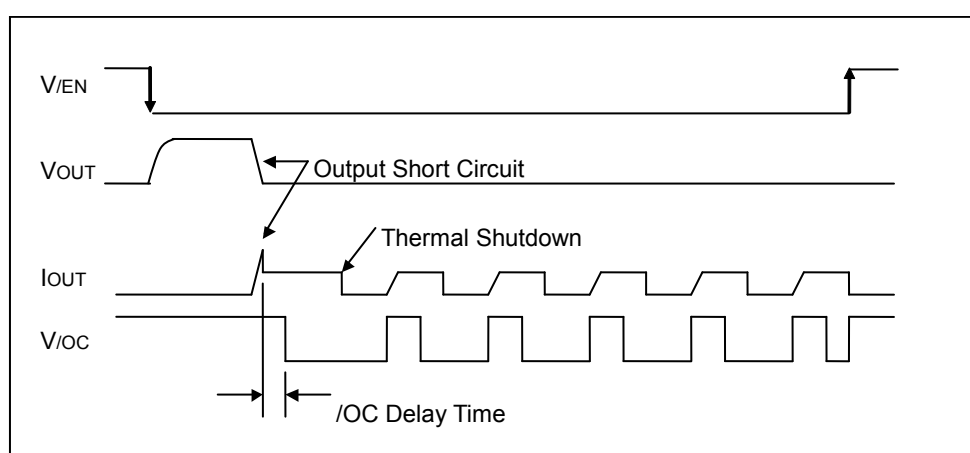 V/EN
VOUT
Output Short Circuit
Thermal Shutdown
IOUT
V/OC
/OC Delay Time